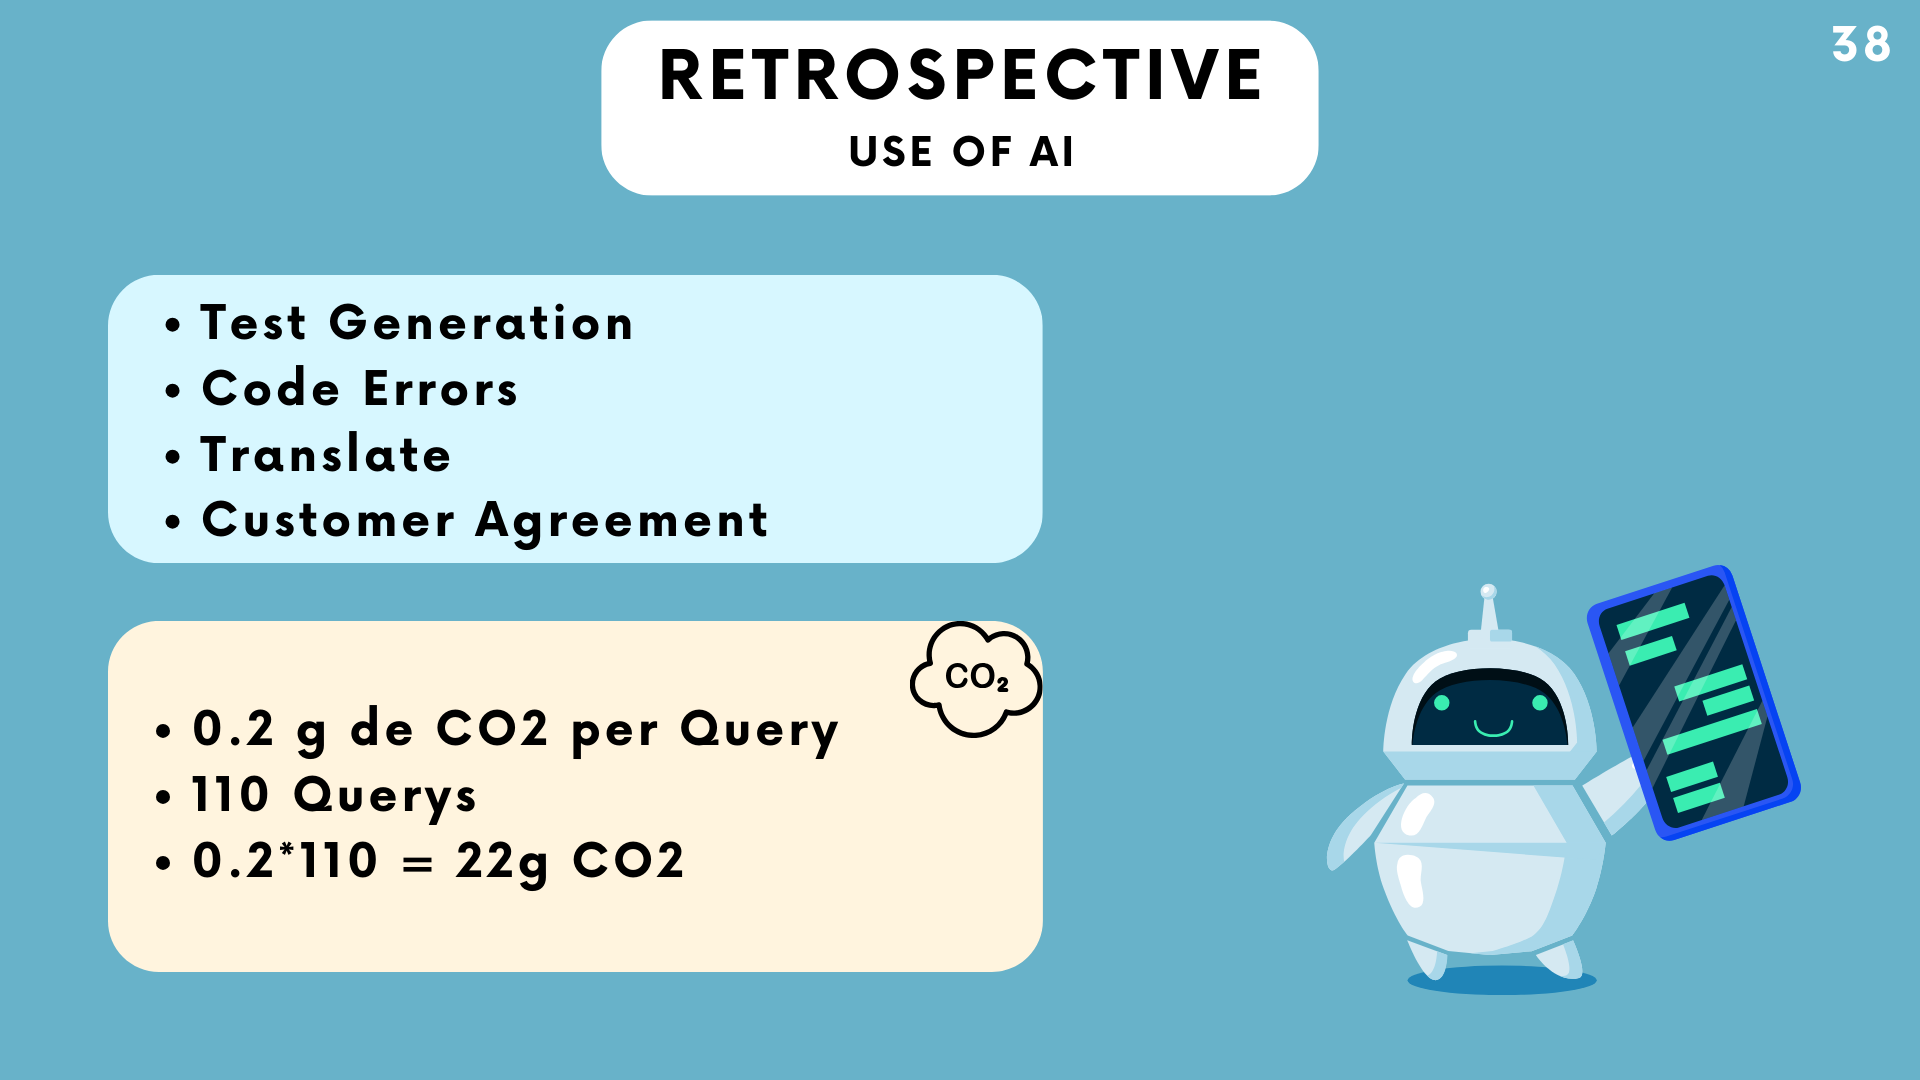 38
RETROSPECTIVE
USE OF AI
• Test Generation
• Code Errors
• Translate
• Customer Agreement
CO₂
• 0.2 g de CO2 per Query
• 110 Querys
• 0.2*110 = 22g CO2